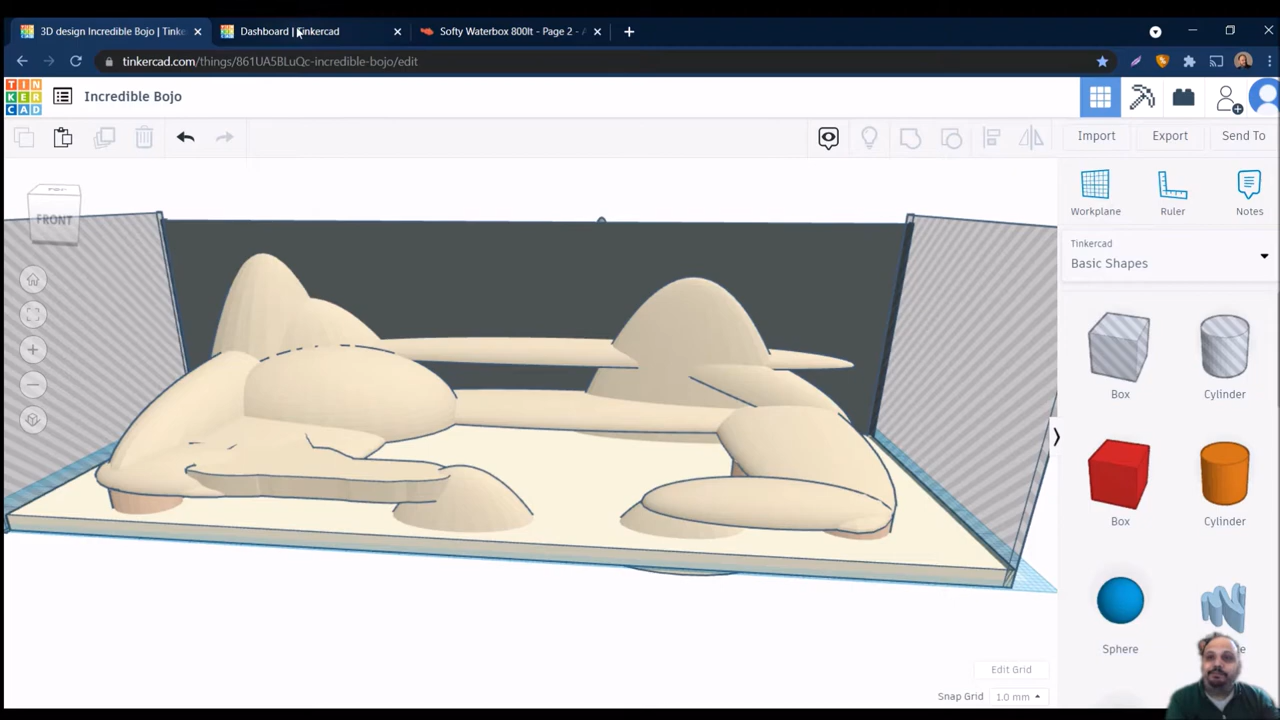 3D design Incredible Bojo | Tinke
Dashboard | Tinkercad
Softy Waterbox 800lt - Page 2 -
tinkercad.com/things/861UA5BLuQc-incredible-bojo/edit
TIN
KER
CAD
Incredible Bojo
Import
Export
Send To
FRONT
Workplane
Ruler
Notes
Tinkercad
Basic Shapes
Box
Cylinder
Box
Cylinder
Sphere
Edit Grid
Snap Grid
1.0 mm